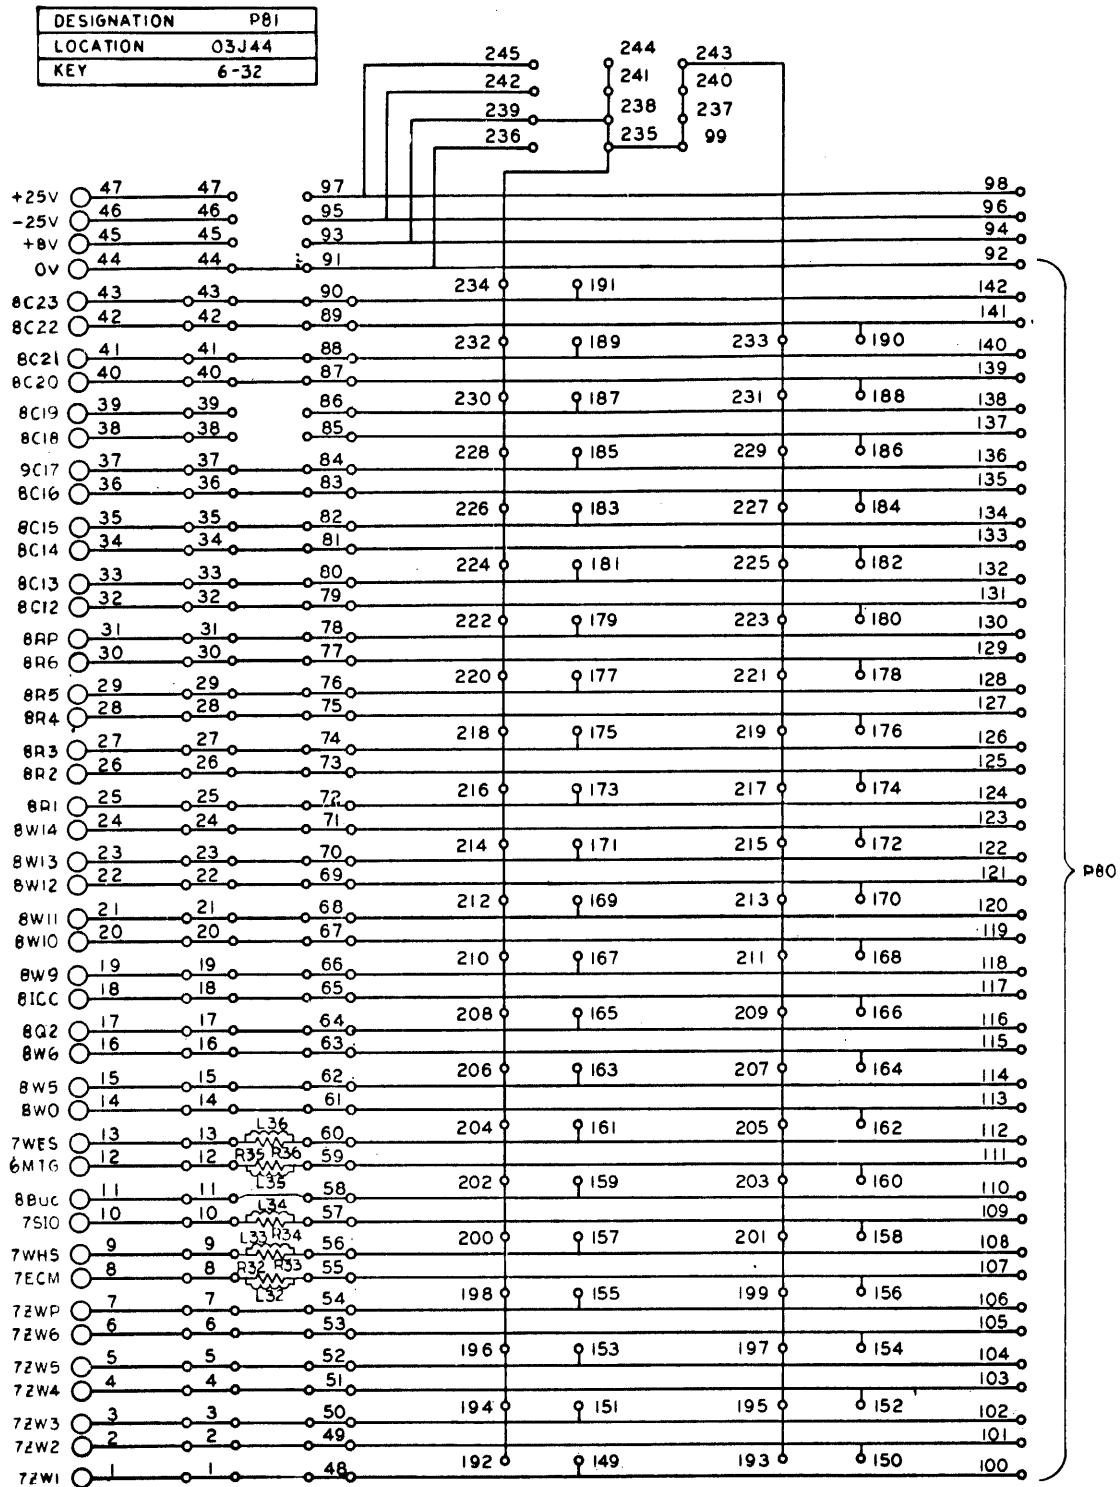 DESIGNATION P81
LOCATION 03J44
KEY 6-32
245 244 243
242 241 240
239 238 237
236 235 99
+25V 47 47 97 98
-25V 46 46 95 96
+8V 45 45 93 94
0V 44 44 91 92
234 191
8C23 43 43 90 142
8C22 42 42 89 141
232 189 233 190
8C21 41 41 88 140
8C20 40 40 87 139
230 187 231 188
8C19 39 39 86 138
8C18 38 38 85 137
228 185 229 186
9C17 37 37 84 136
8C16 36 36 83 135
226 183 227 184
8C15 35 35 82 134
8C14 34 34 81 133
224 181 225 182
8C13 33 33 80 132
8C12 32 32 79 131
222 179 223 180
8RP 31 31 78 130
8R6 30 30 77 129
220 177 221 178
8R5 29 29 76 128
8R4 28 28 75 127
218 175 219 176
8R3 27 27 74 126
8R2 26 26 73 125
216 173 217 174
8R1 25 25 72 124
8W14 24 24 71 123
214 171 215 172
8W13 23 23 70 122
8W12 22 22 69 121
P80
212 169 213 170
8W11 21 21 68 120
8W10 20 20 67 119
210 167 211 168
8W9 19 19 66 118
8ICC 18 18 65 117
208 165 209 166
8Q2 17 17 64 116
8W6 16 16 63 115
206 163 207 164
8W5 15 15 62 114
8W0 14 14 61 113
L36 204 161 205 162
7WES 13 13 60 112
R35 R36
6MTG 12 12 59 111
L35 202 159 203 160
8BUC 11 11 58 110
L34
7SIO 10 10 57 109
L33 R34 200 157 201 158
7WHS 9 9 56 108
R32 R33
7ECM 8 8 55 107
L32 198 155 199 156
7ZWP 7 7 54 106
7ZW6 6 6 53 105
196 153 197 154
7ZW5 5 5 52 104
7ZW4 4 4 51 103
194 151 195 152
7ZW3 3 3 50 102
7ZW2 2 2 49 101
192 149 193 150
7ZW1 1 1 48 100